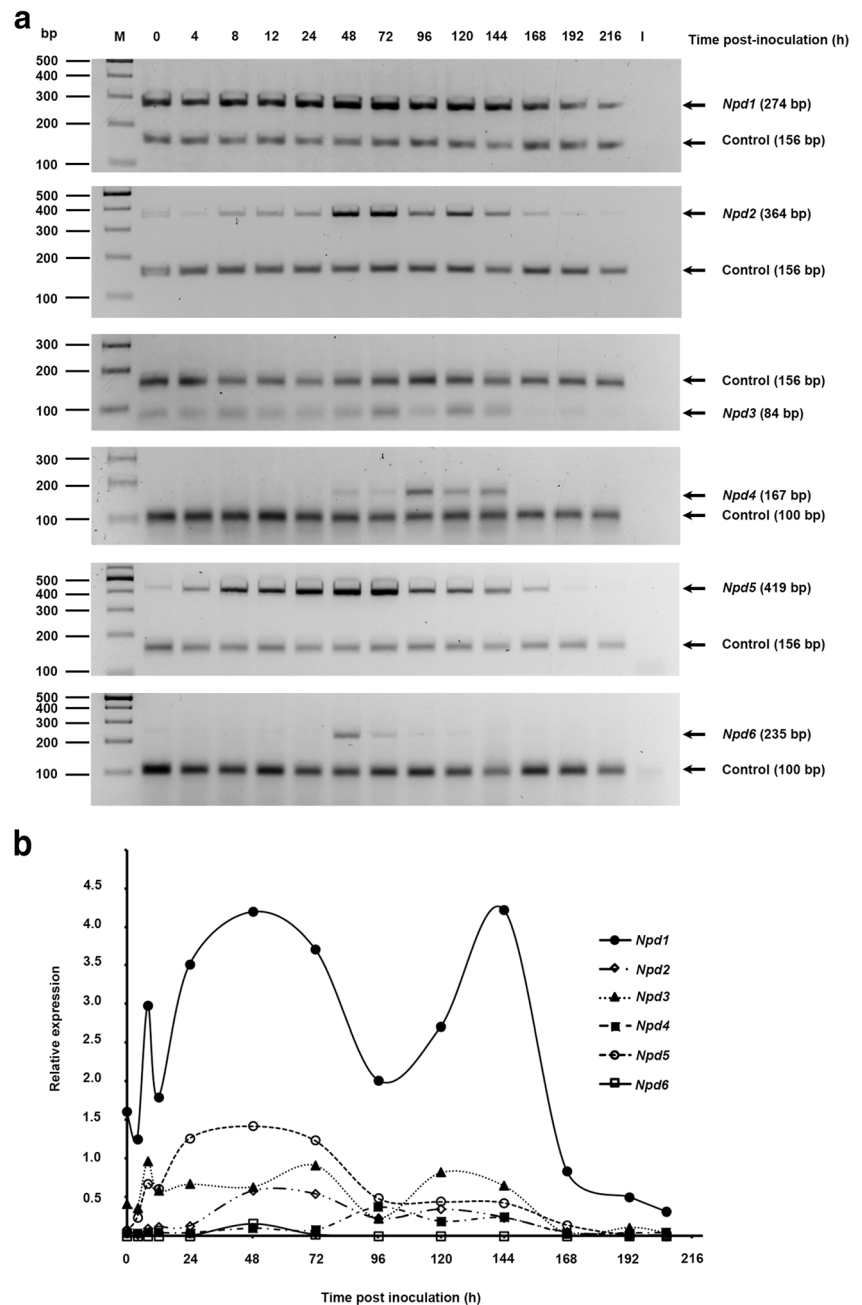 a
bp M 0 4 8 12 24 48 72 96 120 144 168 192 216 I Time post-inoculation (h)
500
400
300
200
100
Npd1 (274 bp)
Control (156 bp)
500
400
300
200
100
Npd2 (364 bp)
Control (156 bp)
300
200
100
Control (156 bp)
Npd3 (84 bp)
300
200
100
Npd4 (167 bp)
Control (100 bp)
500
400
300
200
100
Npd5 (419 bp)
Control (156 bp)
500
400
300
200
100
Npd6 (235 bp)
Control (100 bp)
b
Relative expression
4.5
4.0
3.5
3.0
2.5
2.0
1.5
1.0
0.5
Npd1
Npd2
Npd3
Npd4
Npd5
Npd6
0 24 48 72 96 120 144 168 192 216
Time post inoculation (h)